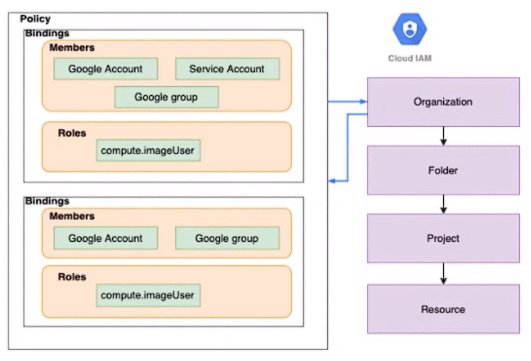 Policy
Bindings
Members
Google Account
Service Account
Google group
Roles
compute.imageUser
Bindings
Members
Google Account
Google group
Roles
compute.imageUser
Cloud IAM
Organization
Folder
Project
Resource